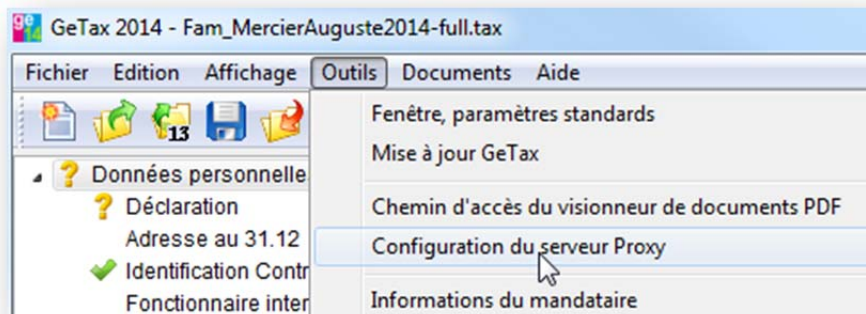 ge
14
GeTax 2014 - Fam_MercierAuguste2014-full.tax
Fichier Edition Affichage Outils Documents Aide
13
Fenêtre, paramètres standards
Mise à jour GeTax
Chemin d'accès du visionneur de documents PDF
Configuration du serveur Proxy
Informations du mandataire
Données personnelle
Déclaration
Adresse au 31.12
Identification Contr
Fonctionnaire inter